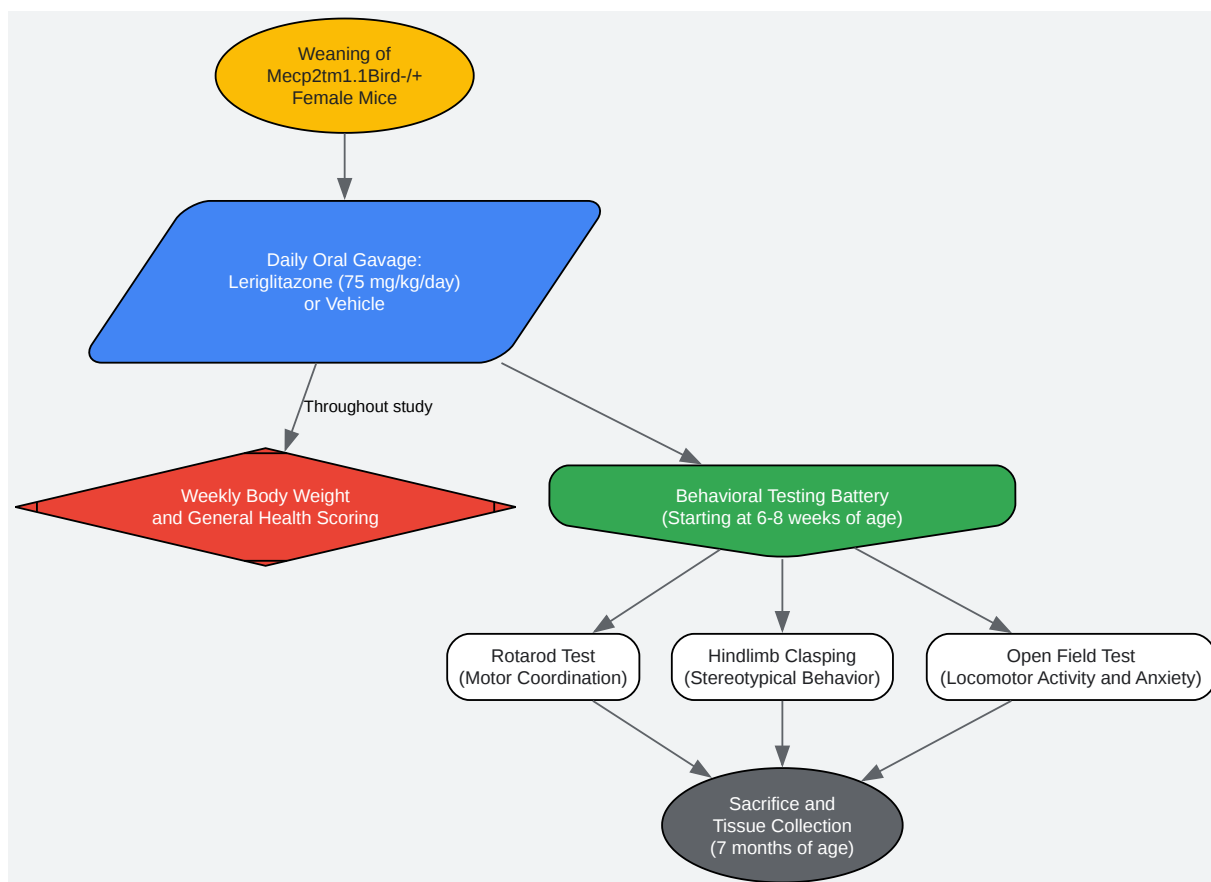 Weaning of
Mecp2tm1.1Bird-/+
Female Mice
Daily Oral Gavage:
Leriglitazone (75 mg/kg/day)
or Vehicle
Throughout study
Weekly Body Weight
and General Health Scoring
Behavioral Testing Battery
(Starting at 6-8 weeks of age)
Rotarod Test
(Motor Coordination)
Hindlimb Clasping
(Stereotypical Behavior)
Open Field Test
(Locomotor Activity and Anxiety)
Sacrifice and
Tissue Collection
(7 months of age)